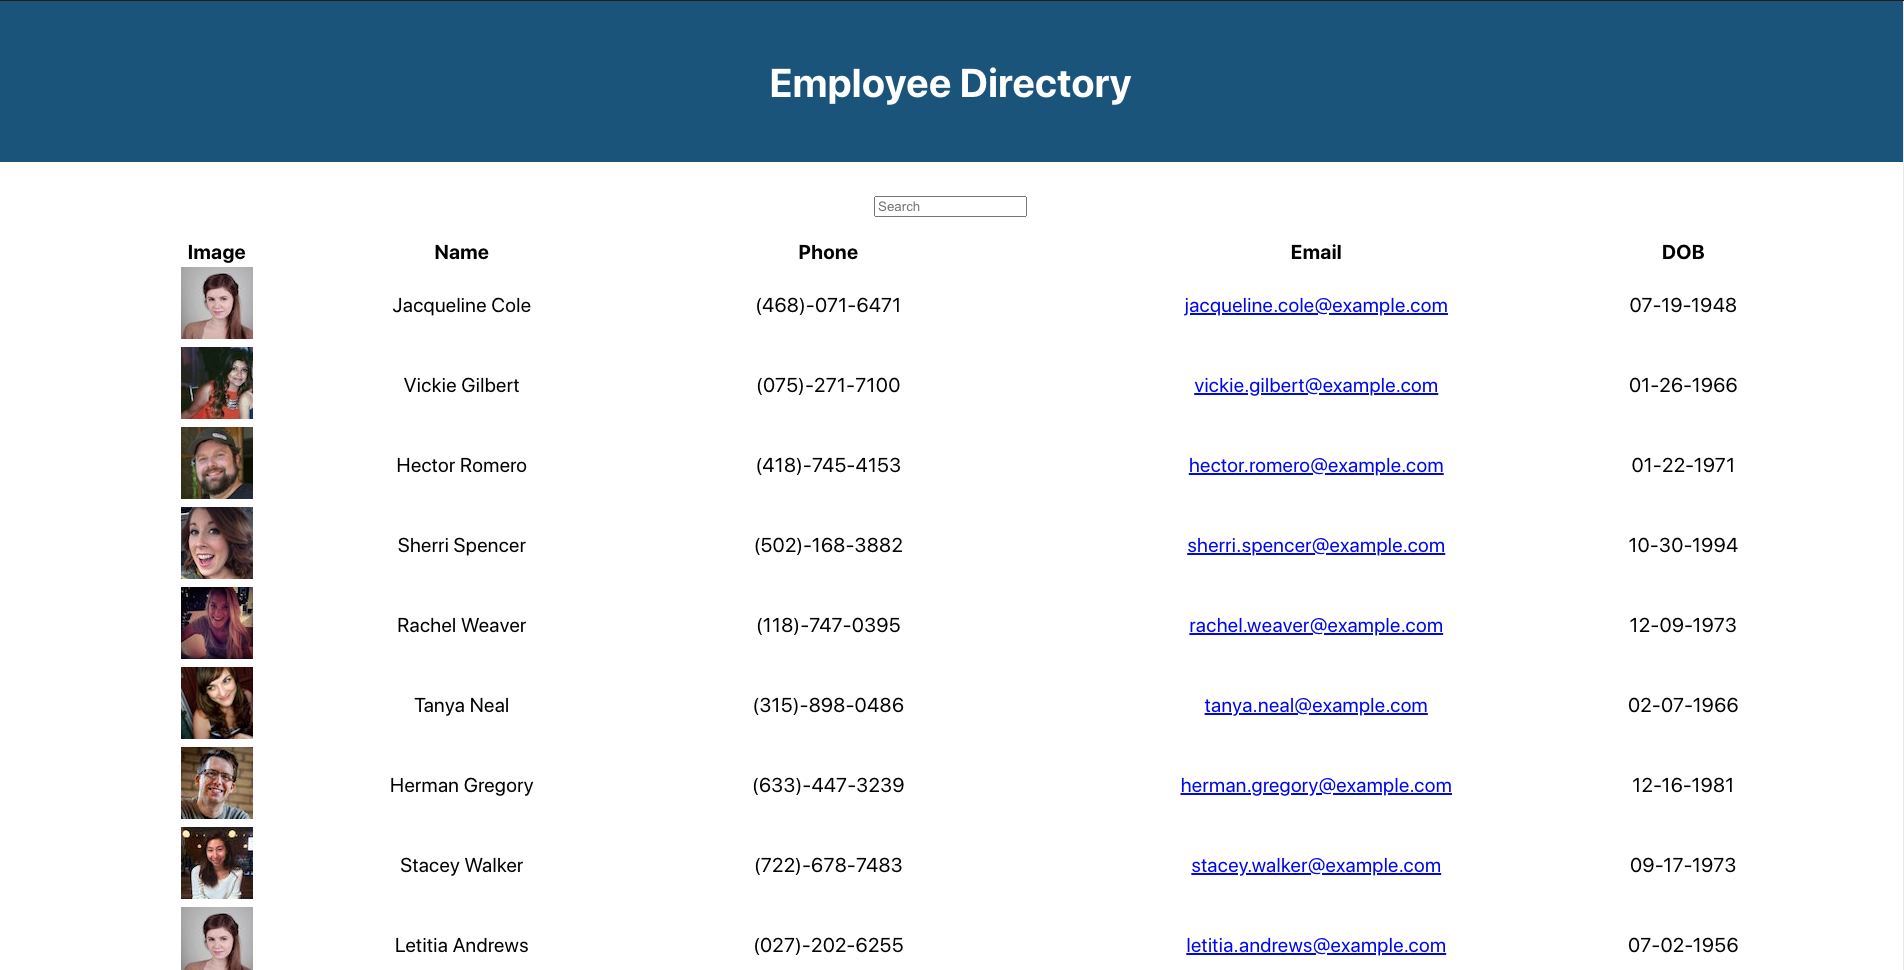 Employee Directory
Search
Image Name Phone Email DOB
Jacqueline Cole (468)-071-6471 jacqueline.cole@example.com 07-19-1948
Vickie Gilbert (075)-271-7100 vickie.gilbert@example.com 01-26-1966
Hector Romero (418)-745-4153 hector.romero@example.com 01-22-1971
Sherri Spencer (502)-168-3882 sherri.spencer@example.com 10-30-1994
Rachel Weaver (118)-747-0395 rachel.weaver@example.com 12-09-1973
Tanya Neal (315)-898-0486 tanya.neal@example.com 02-07-1966
Herman Gregory (633)-447-3239 herman.gregory@example.com 12-16-1981
Stacey Walker (722)-678-7483 stacey.walker@example.com 09-17-1973
Letitia Andrews (027)-202-6255 letitia.andrews@example.com 07-02-1956